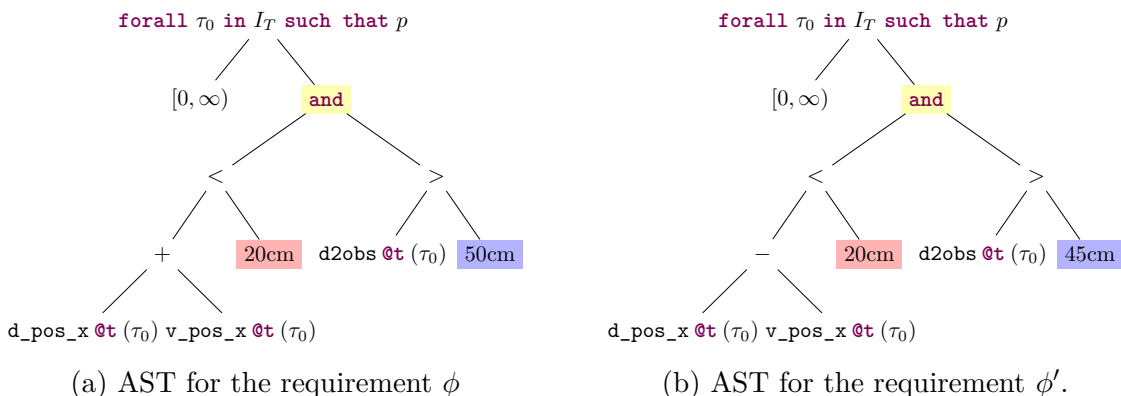 forall τ₀ in I_T such that p
[0, ∞)
and
<
>
+
20cm
d2obs @t (τ₀)
50cm
d_pos_x @t (τ₀) v_pos_x @t (τ₀)
(a) AST for the requirement ϕ
forall τ₀ in I_T such that p
[0, ∞)
and
<
>
−
20cm
d2obs @t (τ₀)
45cm
d_pos_x @t (τ₀) v_pos_x @t (τ₀)
(b) AST for the requirement ϕ′.